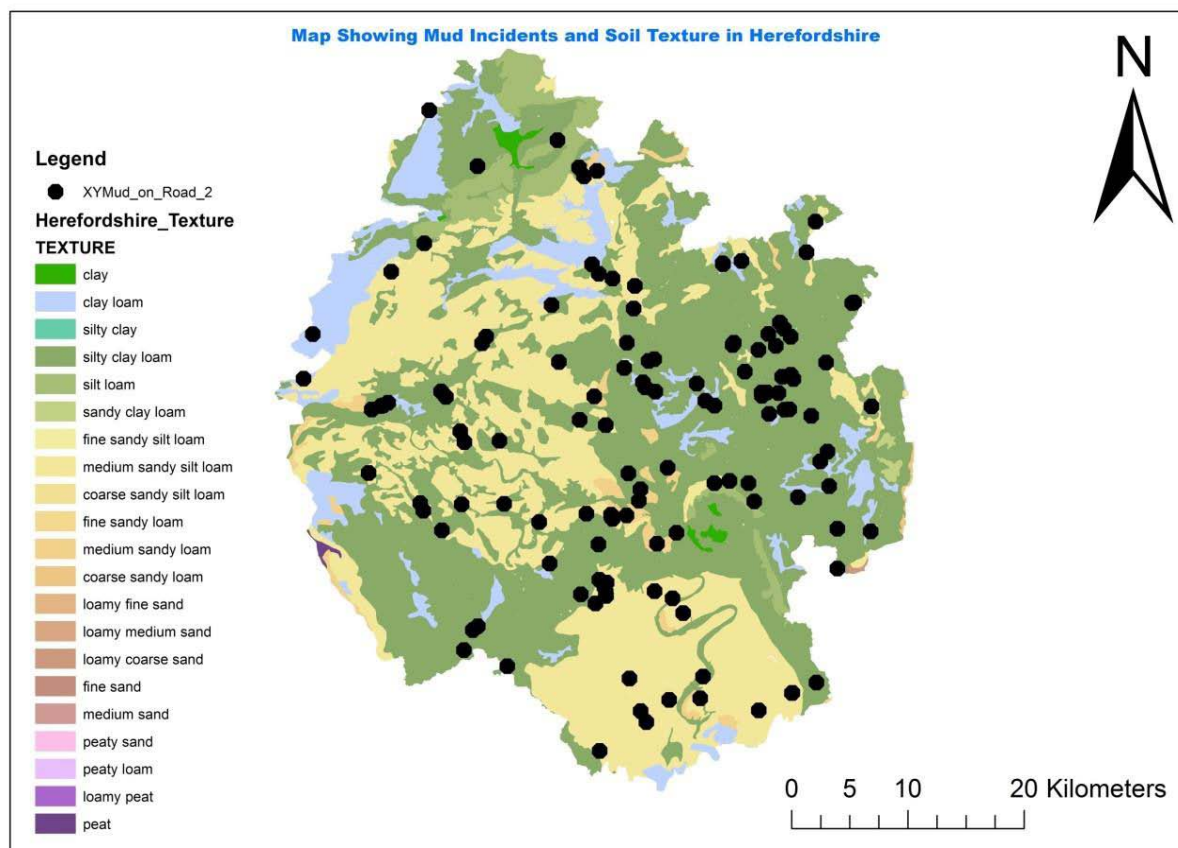 Map Showing Mud Incidents and Soil Texture in Herefordshire
N
Legend
XYMud_on_Road_2
Herefordshire_Texture
TEXTURE
clay
clay loam
silty clay
silty clay loam
silt loam
sandy clay loam
fine sandy silt loam
medium sandy silt loam
coarse sandy silt loam
fine sandy loam
medium sandy loam
coarse sandy loam
loamy fine sand
loamy medium sand
loamy coarse sand
fine sand
medium sand
peaty sand
peaty loam
loamy peat
peat
0 5 10 20 Kilometers